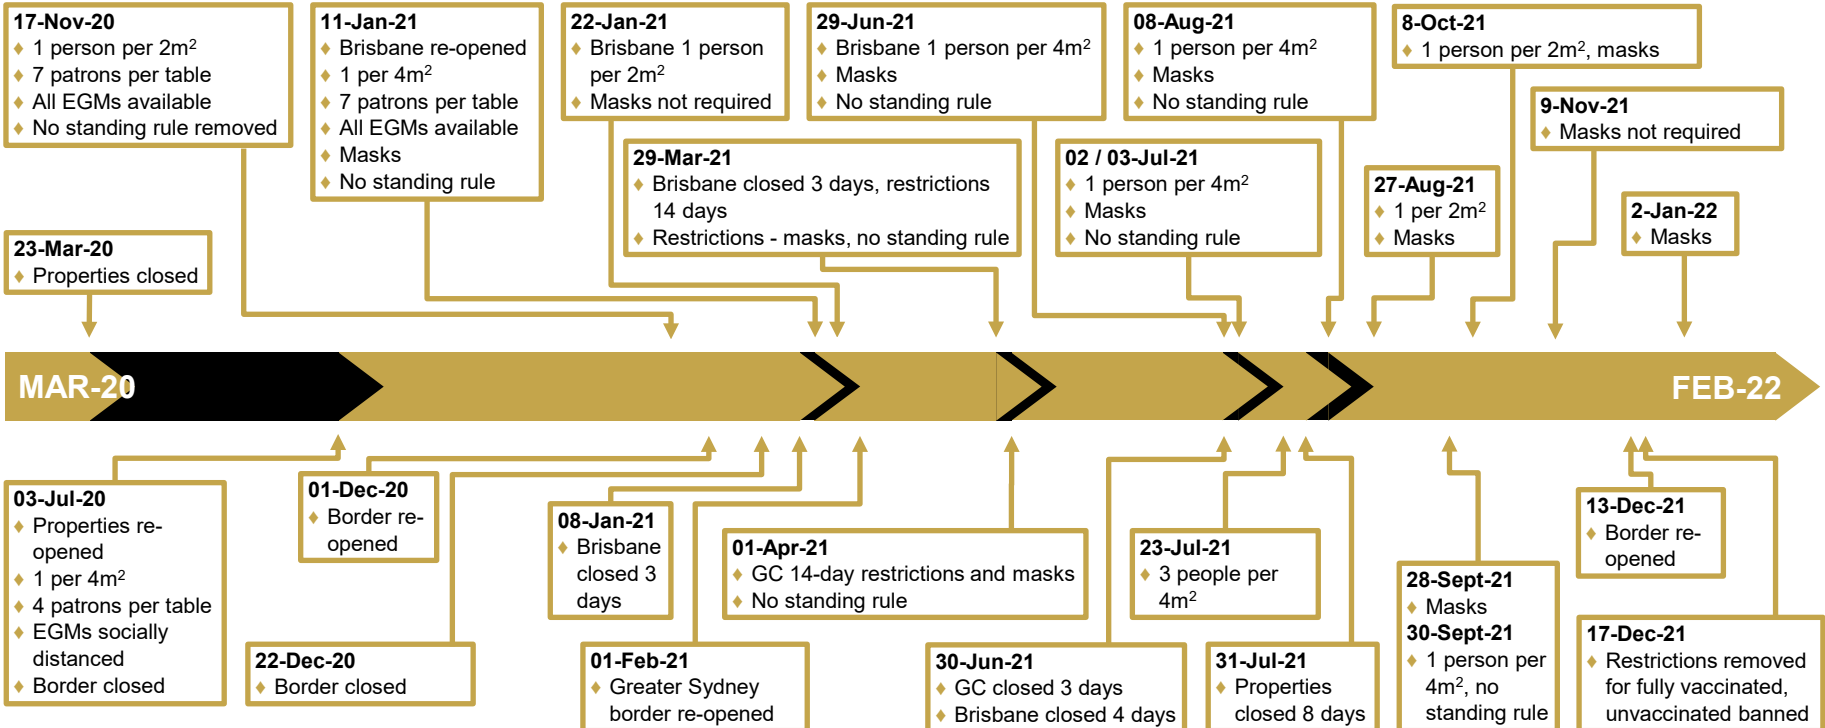 17-Nov-20
♦ 1 person per 2m²
♦ 7 patrons per table
♦ All EGMs available
♦ No standing rule removed
11-Jan-21
♦ Brisbane re-opened
♦ 1 per 4m²
♦ 7 patrons per table
♦ All EGMs available
♦ Masks
♦ No standing rule
22-Jan-21
♦ Brisbane 1 person
per 2m²
♦ Masks not required
29-Jun-21
♦ Brisbane 1 person per 4m²
♦ Masks
♦ No standing rule
08-Aug-21
♦ 1 person per 4m²
♦ Masks
♦ No standing rule
8-Oct-21
♦ 1 person per 2m², masks
9-Nov-21
♦ Masks not required
29-Mar-21
♦ Brisbane closed 3 days, restrictions
14 days
♦ Restrictions - masks, no standing rule
02 / 03-Jul-21
♦ 1 person per 4m²
♦ Masks
♦ No standing rule
27-Aug-21
♦ 1 per 2m²
♦ Masks
2-Jan-22
♦ Masks
23-Mar-20
♦ Properties closed
MAR-20
FEB-22
03-Jul-20
♦ Properties re-
opened
♦ 1 per 4m²
♦ 4 patrons per table
♦ EGMs socially
distanced
♦ Border closed
01-Dec-20
♦ Border re-
opened
22-Dec-20
♦ Border closed
08-Jan-21
♦ Brisbane
closed 3
days
01-Feb-21
♦ Greater Sydney
border re-opened
01-Apr-21
♦ GC 14-day restrictions and masks
♦ No standing rule
30-Jun-21
♦ GC closed 3 days
♦ Brisbane closed 4 days
23-Jul-21
♦ 3 people per
4m²
31-Jul-21
♦ Properties
closed 8 days
28-Sept-21
♦ Masks
30-Sept-21
♦ 1 person per
4m², no
standing rule
13-Dec-21
♦ Border re-
opened
17-Dec-21
♦ Restrictions removed
for fully vaccinated,
unvaccinated banned